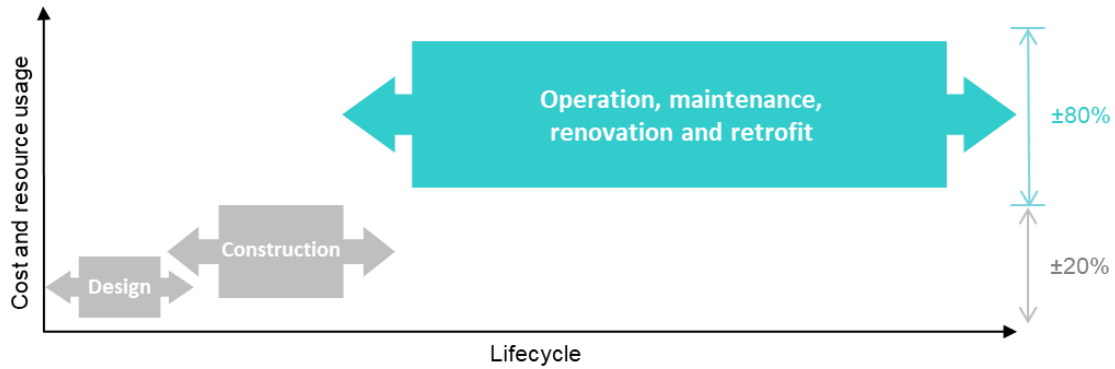 Cost and resource usage
Operation, maintenance,
renovation and retrofit
±80%
Construction
Design
±20%
Lifecycle